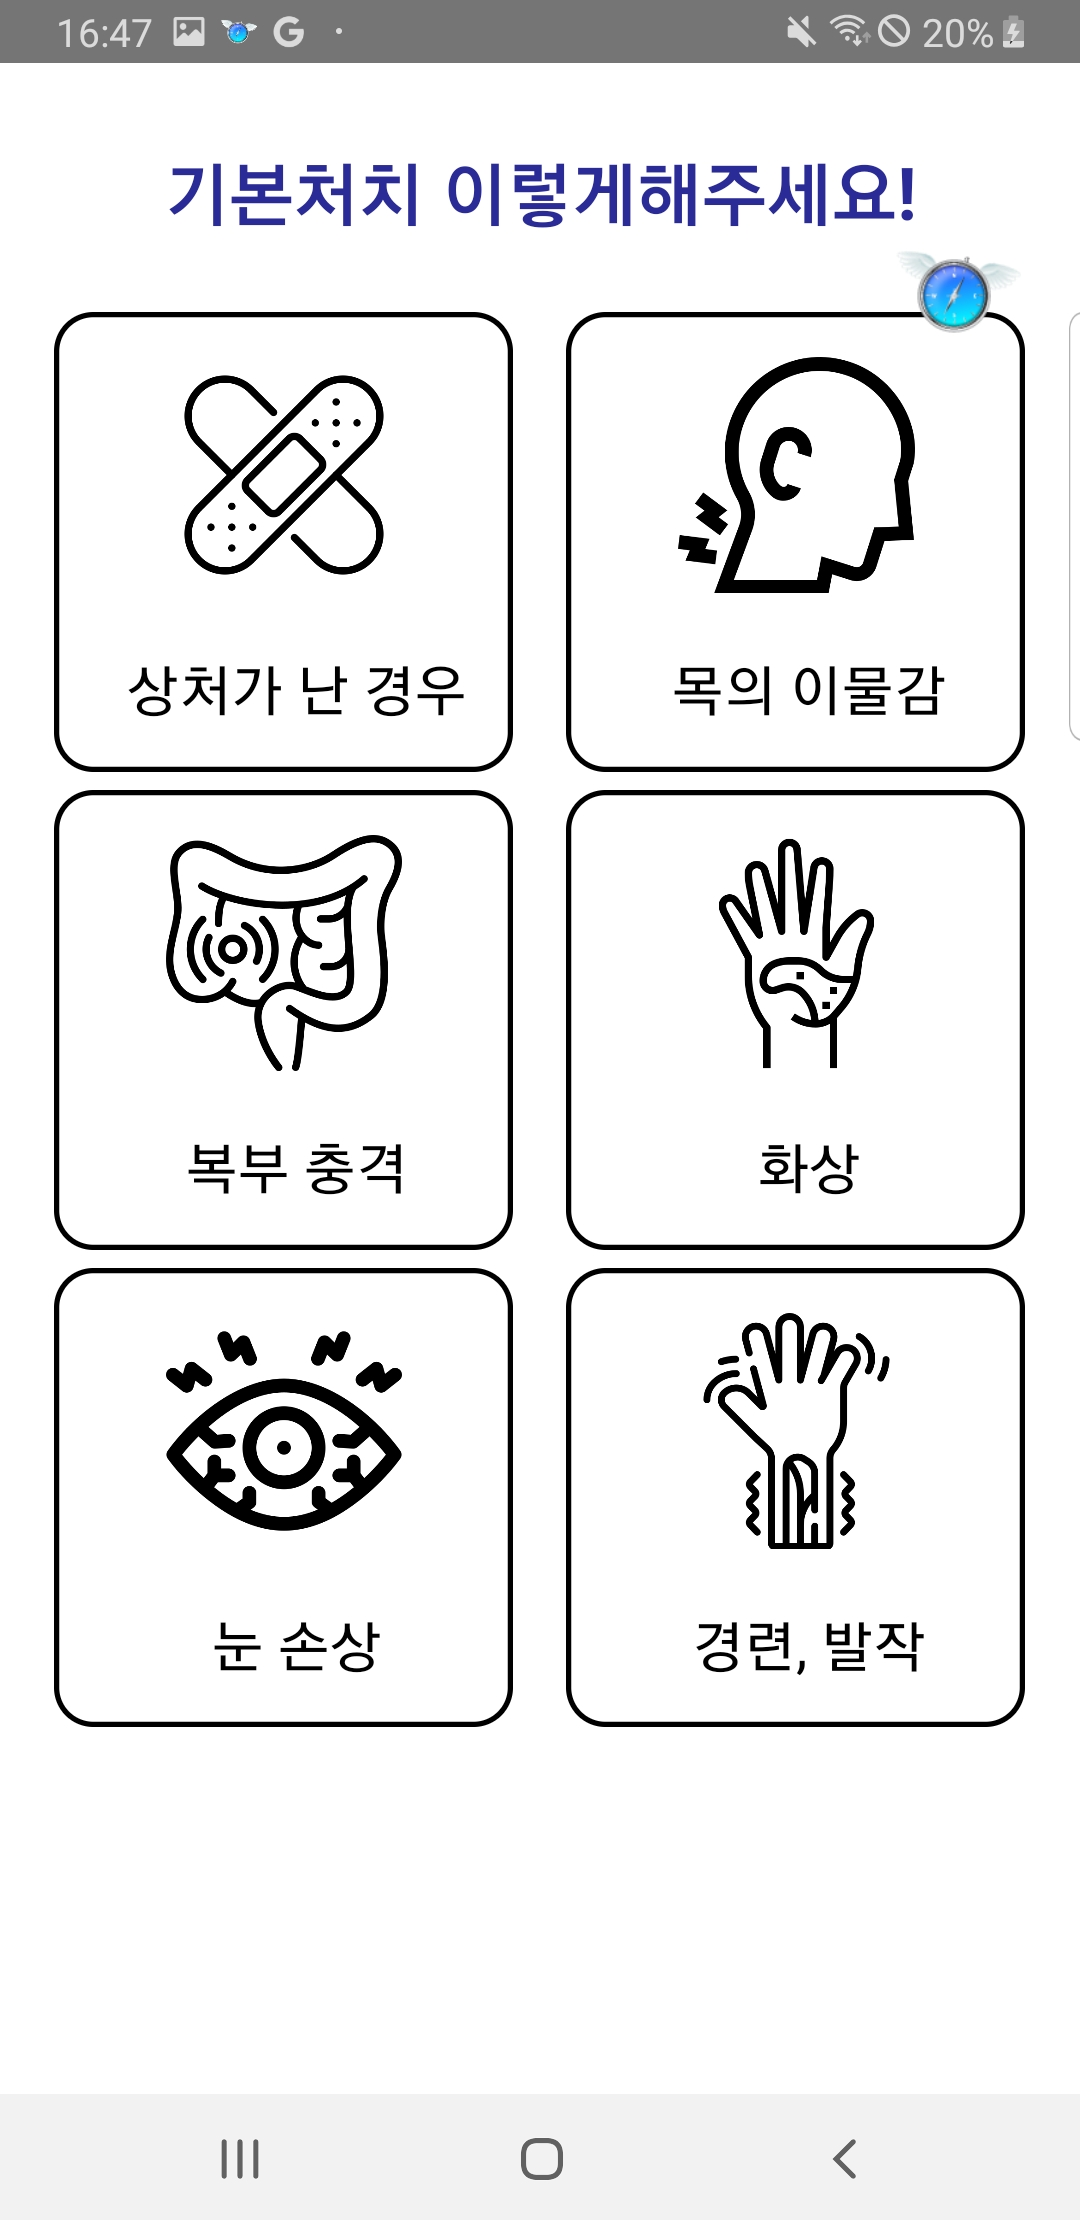 16:47
20%
기본처치 이렇게해주세요!
상처가 난 경우
목의 이물감
복부 충격
화상
눈 손상
경련, 발작